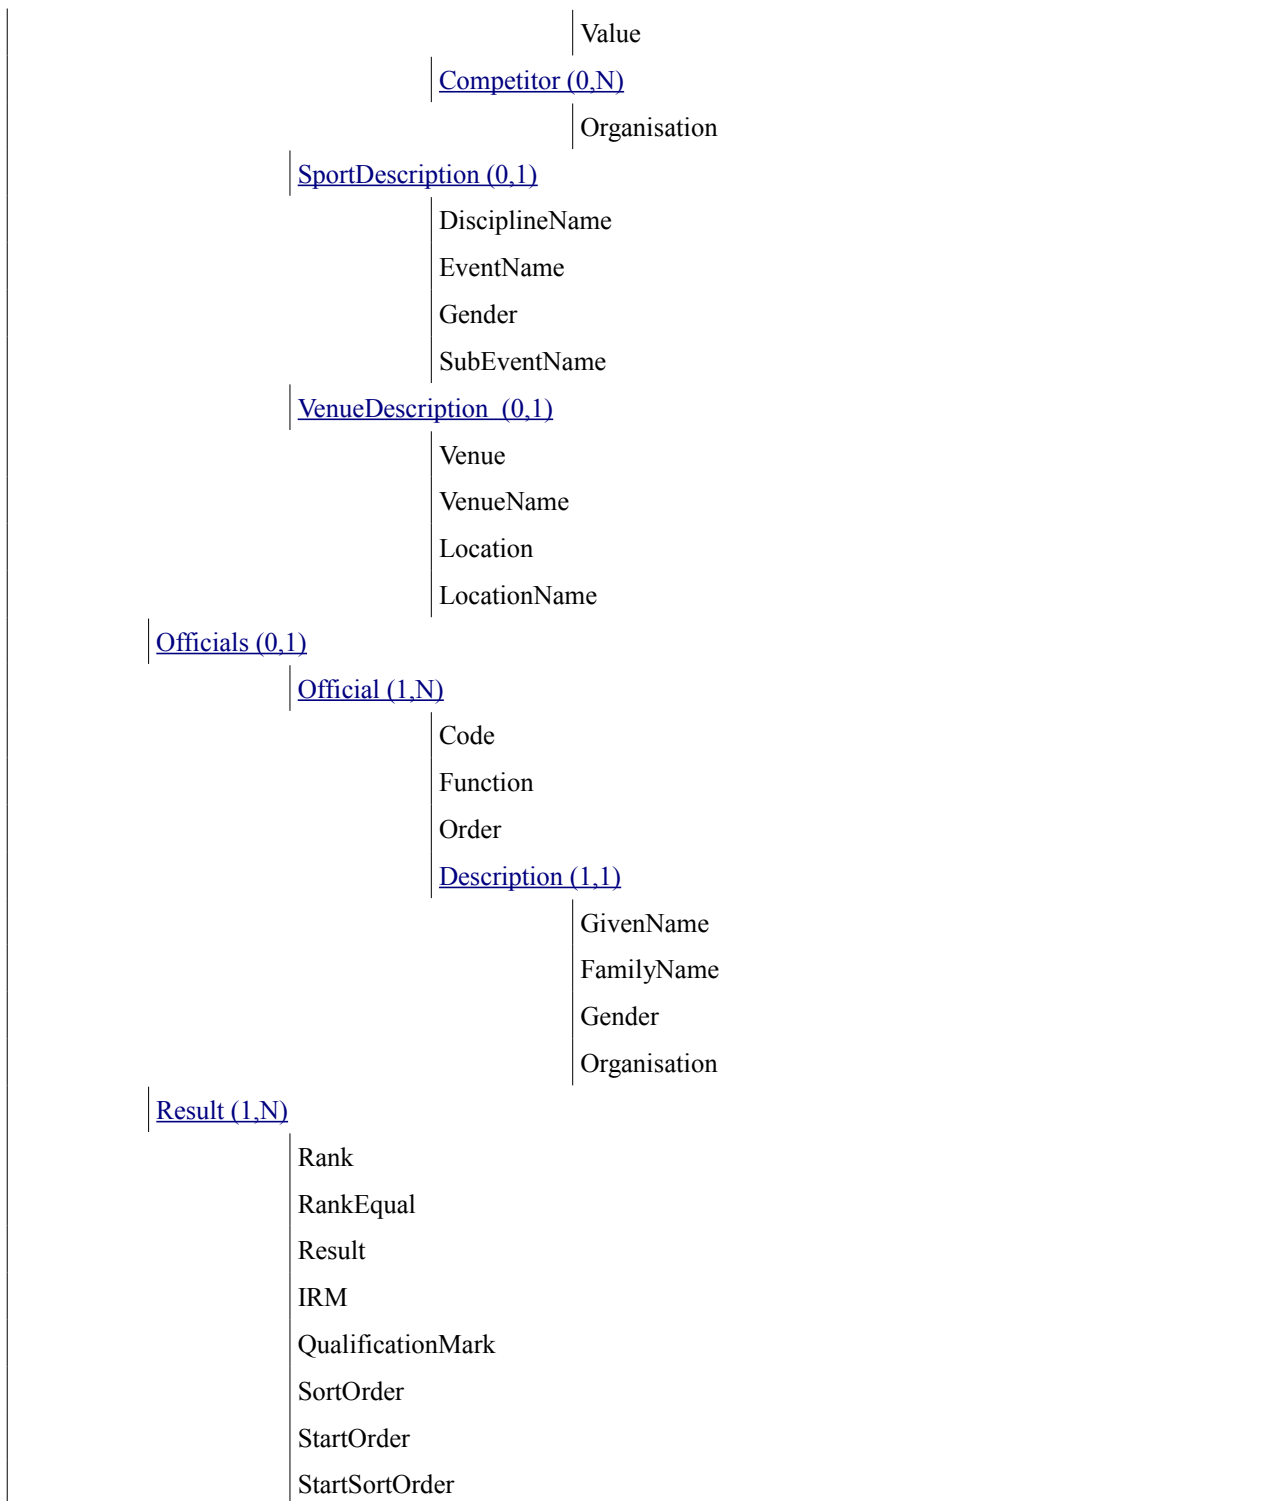 Value
Competitor (0,N)
Organisation
SportDescription (0,1)
DisciplineName
EventName
Gender
SubEventName
VenueDescription  (0,1)
Venue
VenueName
Location
LocationName
Officials (0,1)
Official (1,N)
Code
Function
Order
Description (1,1)
GivenName
FamilyName
Gender
Organisation
Result (1,N)
Rank
RankEqual
Result
IRM
QualificationMark
SortOrder
StartOrder
StartSortOrder